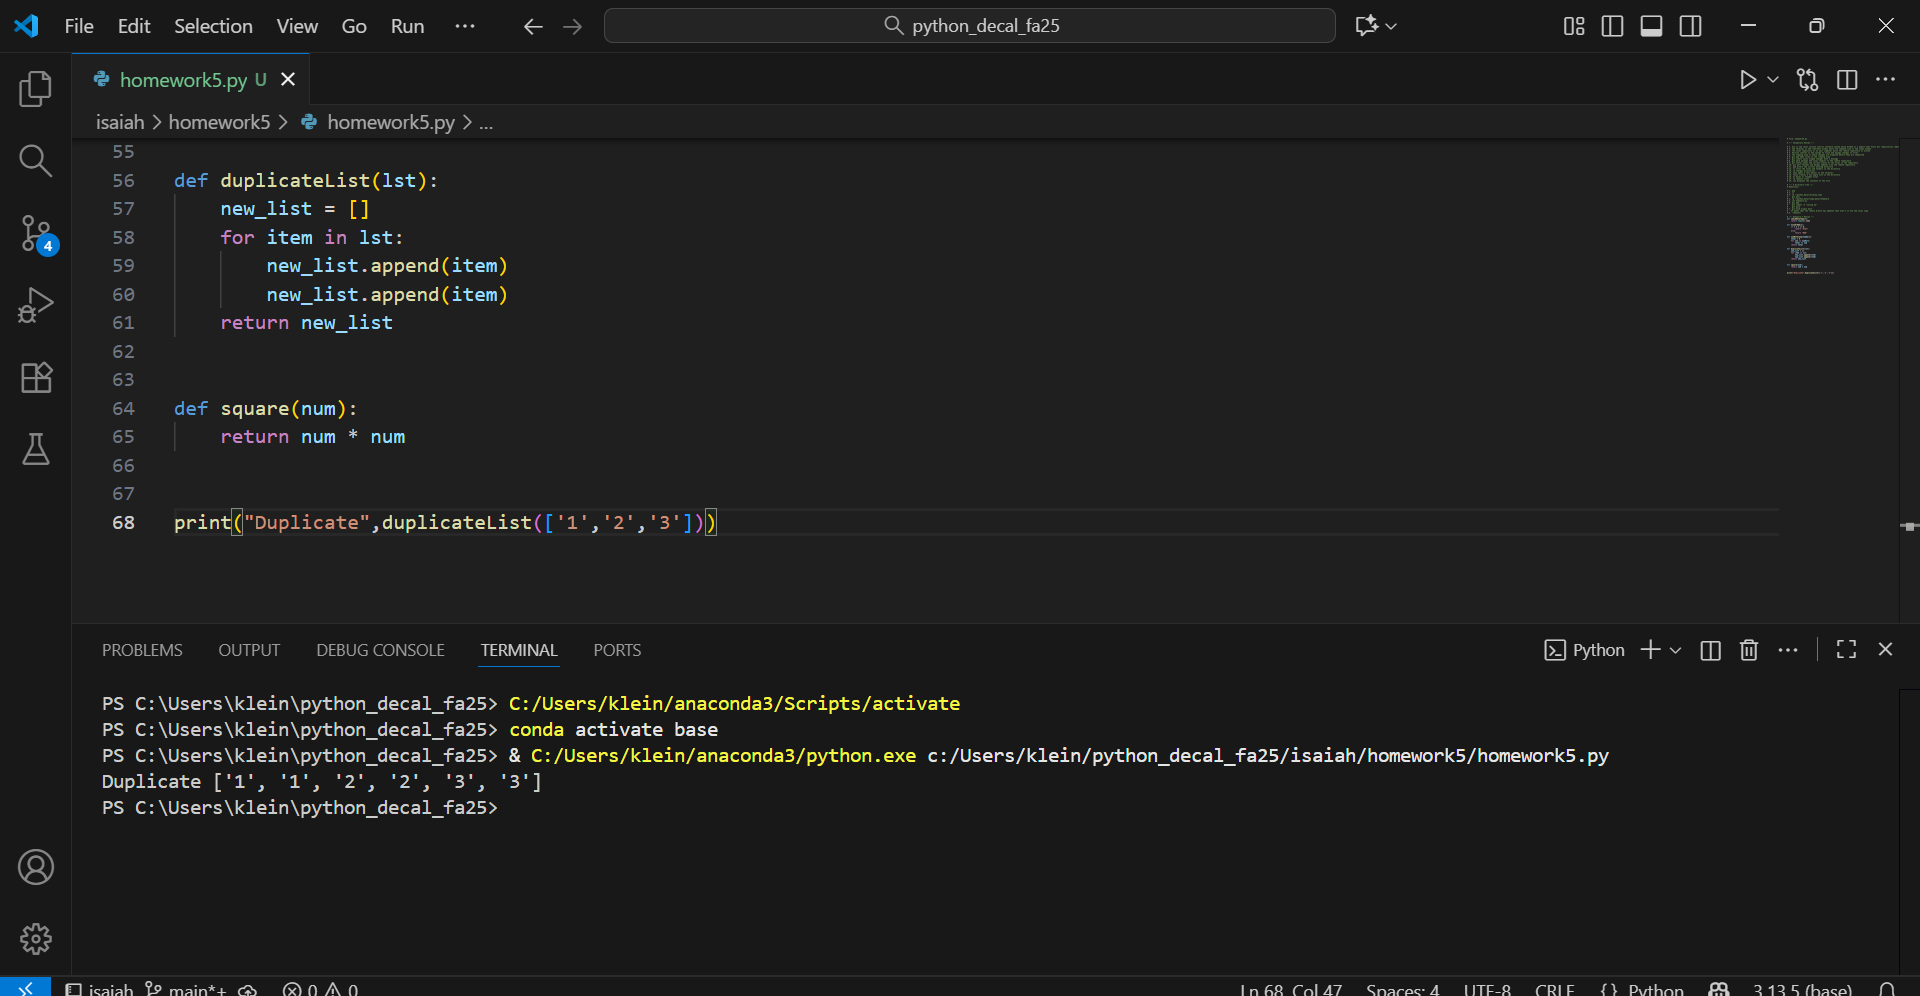 File Edit Selection View Go Run ... python_decal_fa25
homework5.py U
isaiah > homework5 > homework5.py > ...
55
56 def duplicateList(lst):
57     new_list = []
58     for item in lst:
59         new_list.append(item)
60         new_list.append(item)
61     return new_list
62
63
64 def square(num):
65     return num * num
66
67
68 print("Duplicate",duplicateList(['1','2','3']))
4
PROBLEMS OUTPUT DEBUG CONSOLE TERMINAL PORTS Python
PS C:\Users\klein\python_decal_fa25> C:/Users/klein/anaconda3/Scripts/activate
PS C:\Users\klein\python_decal_fa25> conda activate base
PS C:\Users\klein\python_decal_fa25> & C:/Users/klein/anaconda3/python.exe c:/Users/klein/python_decal_fa25/isaiah/homework5/homework5.py
Duplicate ['1', '1', '2', '2', '3', '3']
PS C:\Users\klein\python_decal_fa25>
isaiah main*+ 0 0 Ln 68, Col 47 Spaces: 4 UTF-8 CRLF {} Python 3.13.5 (base)